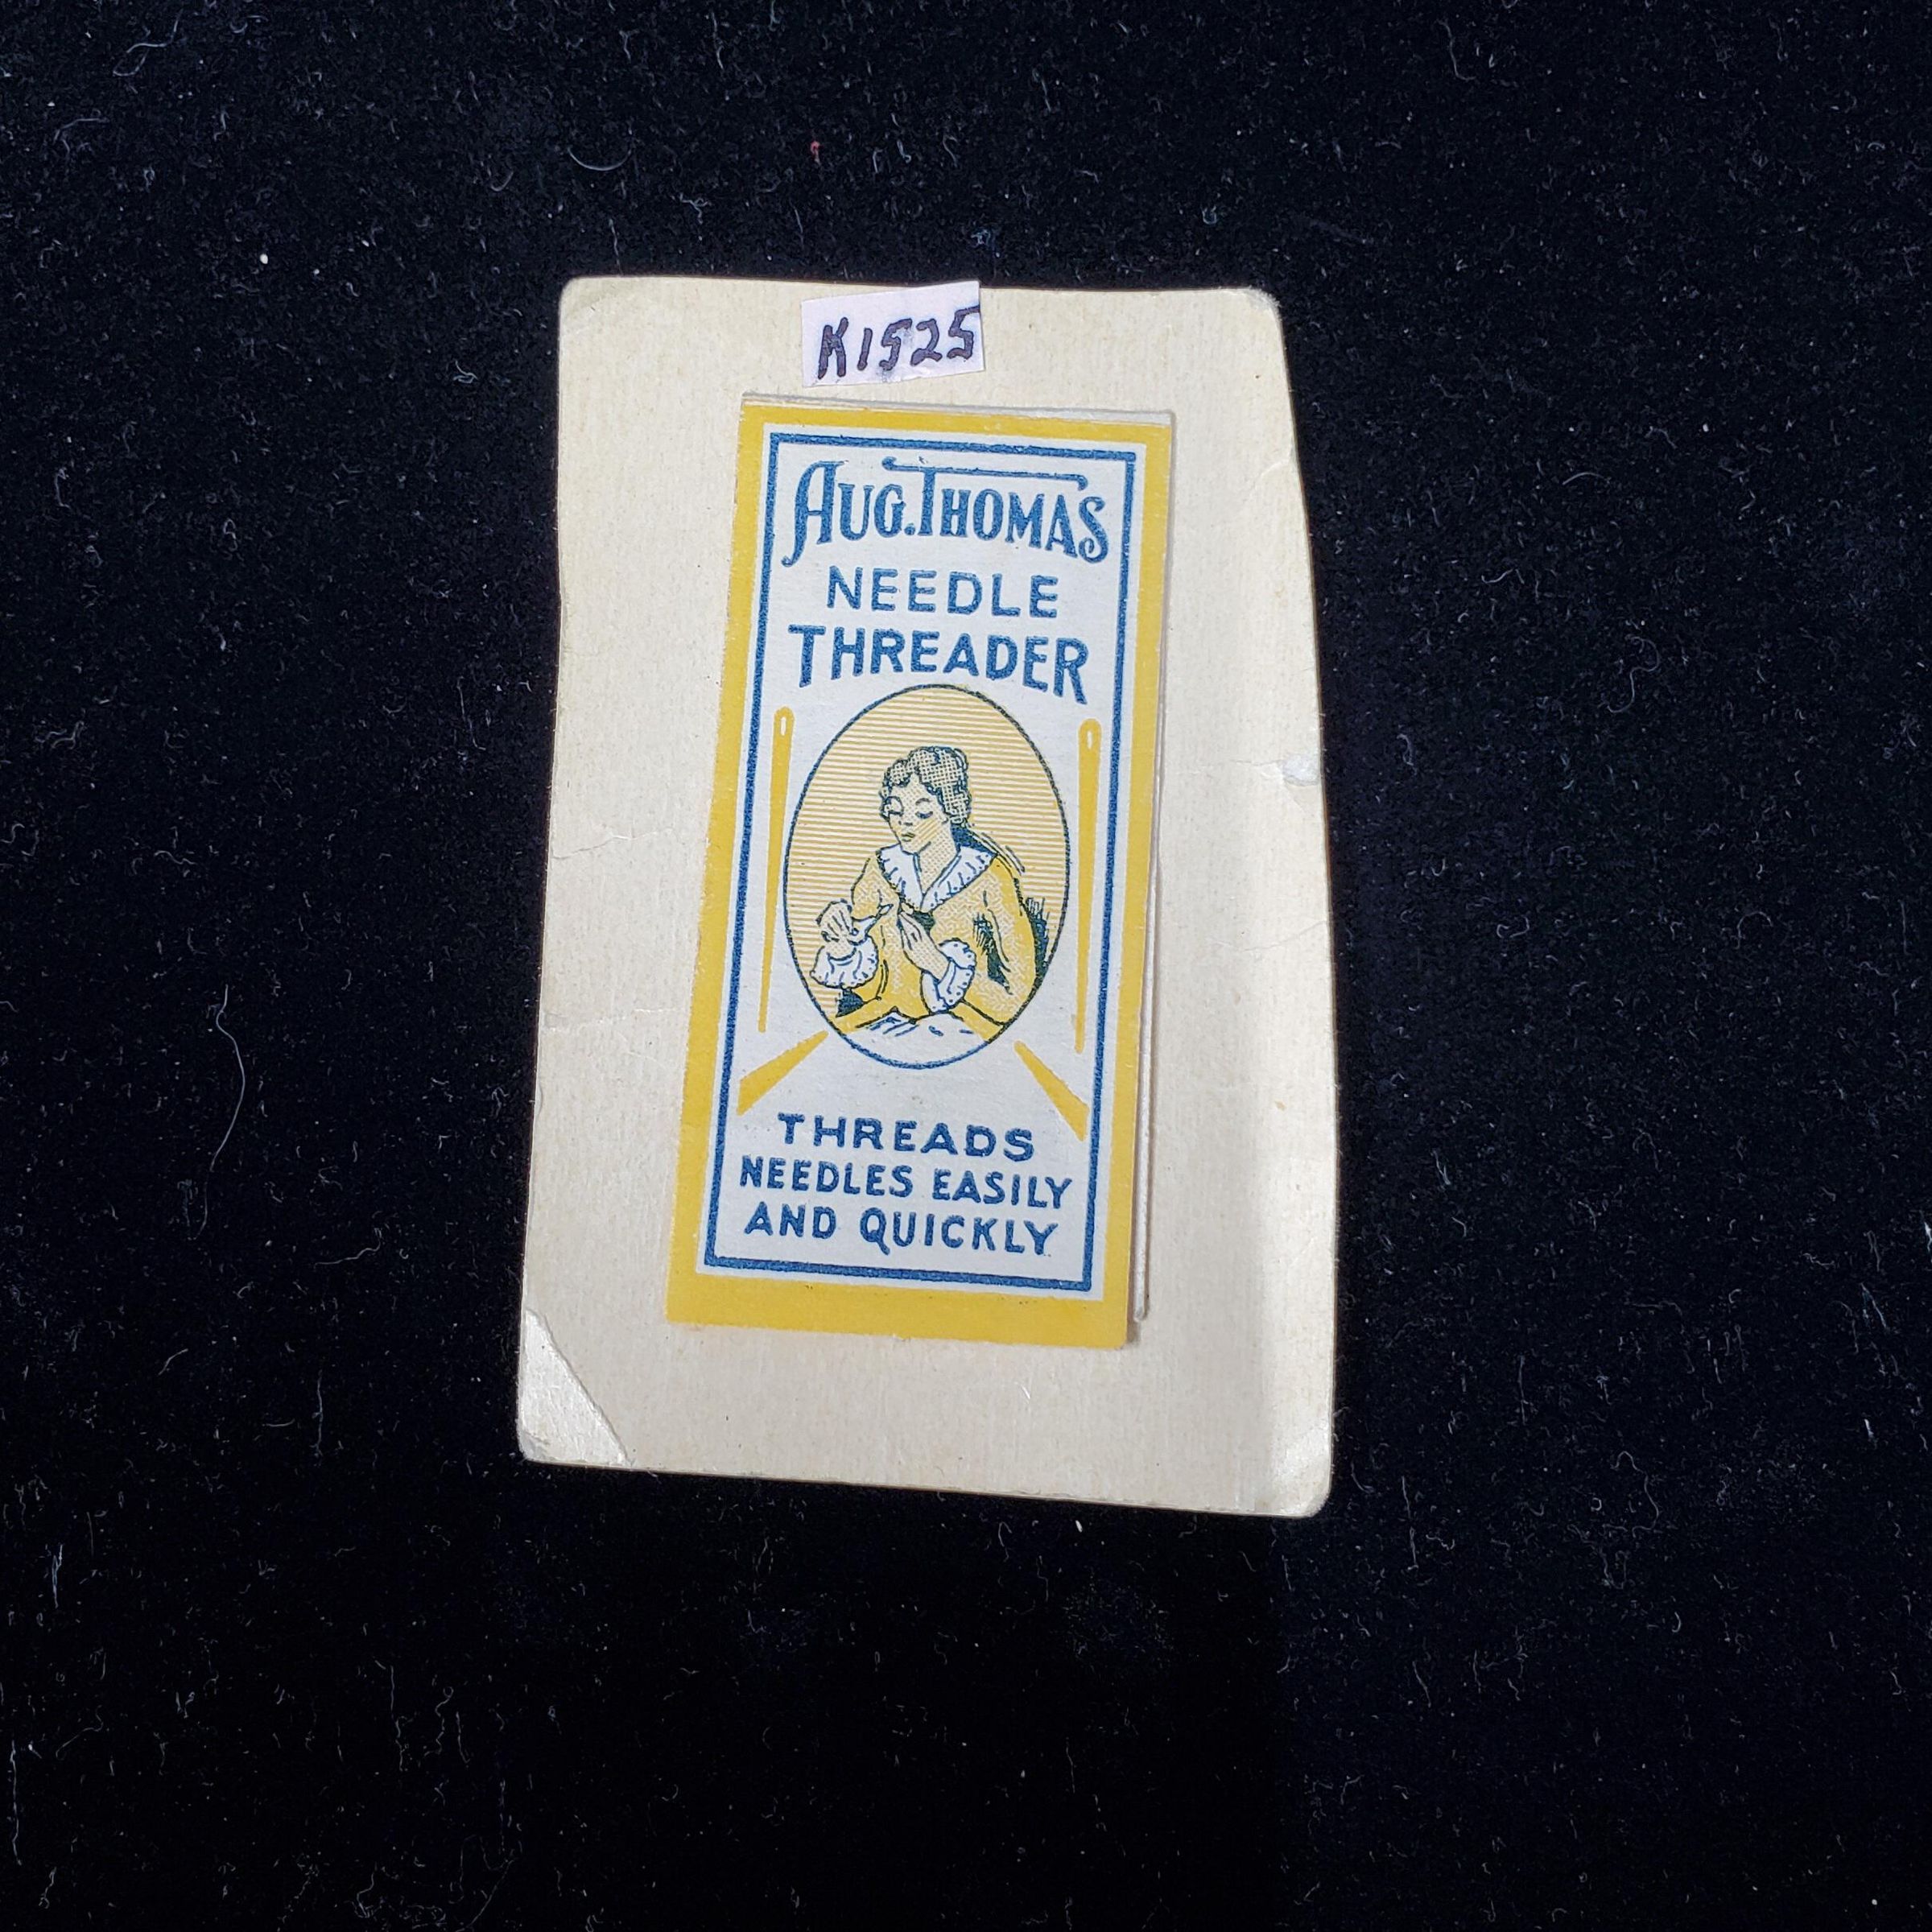 K1525
AUG. THOMAS
NEEDLE
THREADER
THREADS
NEEDLES EASILY
AND QUICKLY